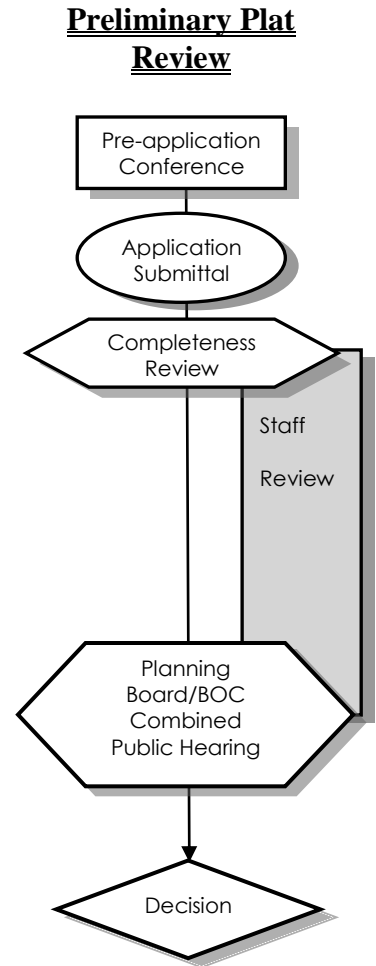 Preliminary Plat
Review
Pre-application
Conference
Application
Submittal
Completeness
Review
Staff
Review
Planning
Board/BOC
Combined
Public Hearing
Decision